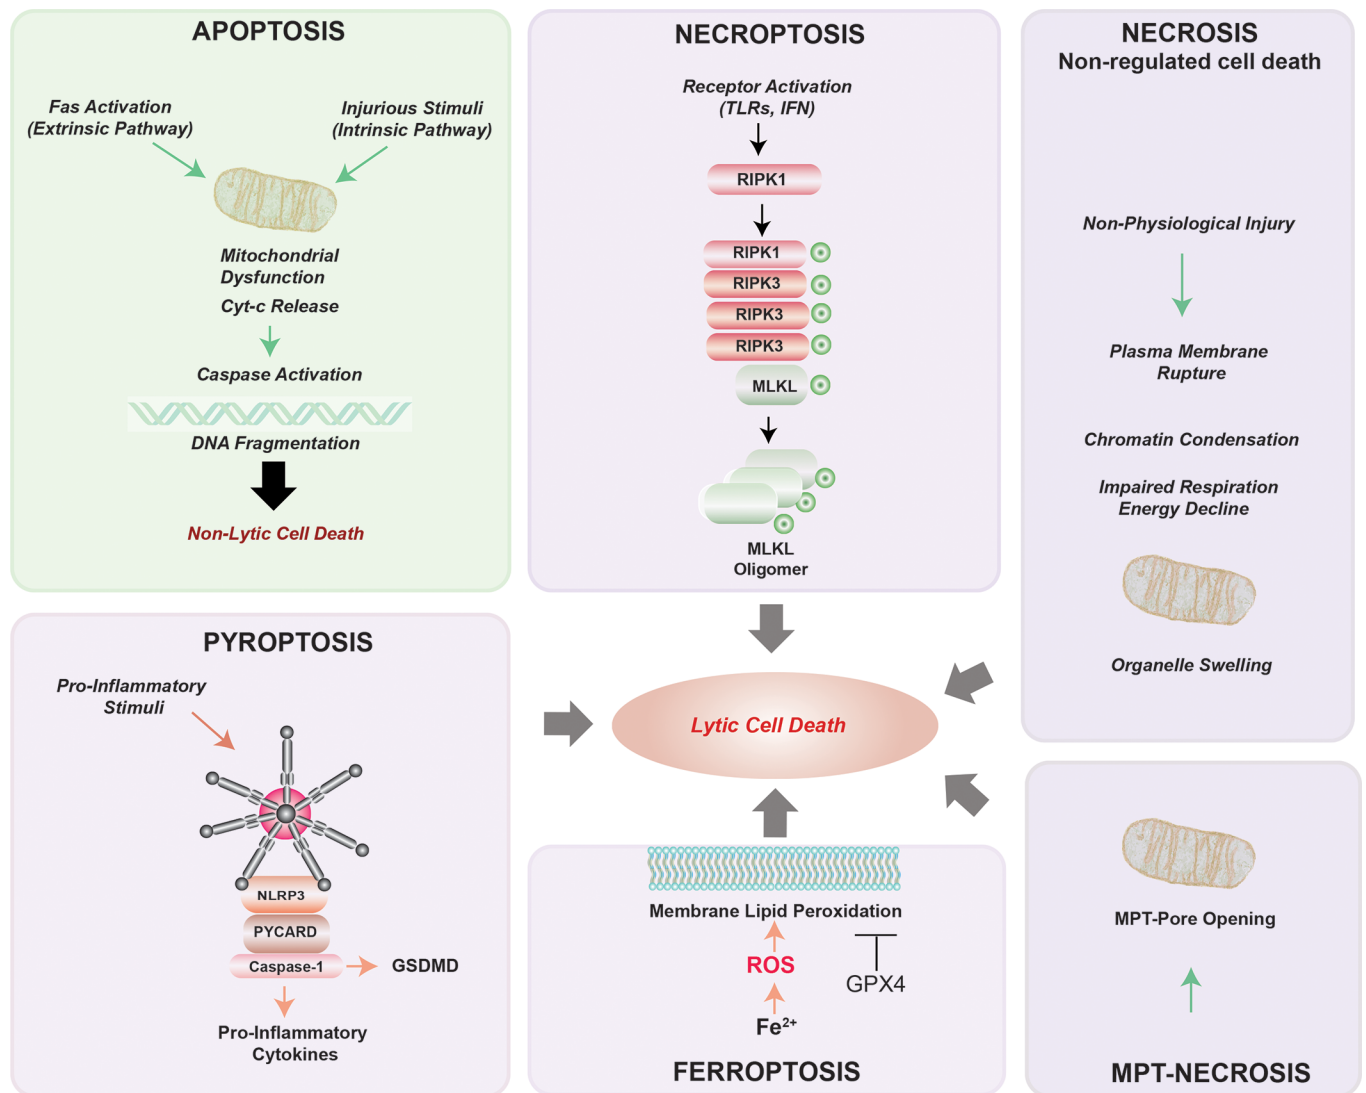 APOPTOSIS
Fas Activation
(Extrinsic Pathway)
Injurious Stimuli
(Intrinsic Pathway)
Mitochondrial
Dysfunction
Cyt-c Release
Caspase Activation
DNA Fragmentation
Non-Lytic Cell Death
NECROPTOSIS
Receptor Activation
(TLRs, IFN)
RIPK1
RIPK1
RIPK3
RIPK3
RIPK3
MLKL
MLKL
Oligomer
NECROSIS
Non-regulated cell death
Non-Physiological Injury
Plasma Membrane
Rupture
Chromatin Condensation
Impaired Respiration
Energy Decline
Organelle Swelling
PYROPTOSIS
Pro-Inflammatory
Stimuli
NLRP3
PYCARD
Caspase-1
GSDMD
Pro-Inflammatory
Cytokines
Lytic Cell Death
Membrane Lipid Peroxidation
ROS
GPX4
Fe²⁺
FERROPTOSIS
MPT-Pore Opening
MPT-NECROSIS